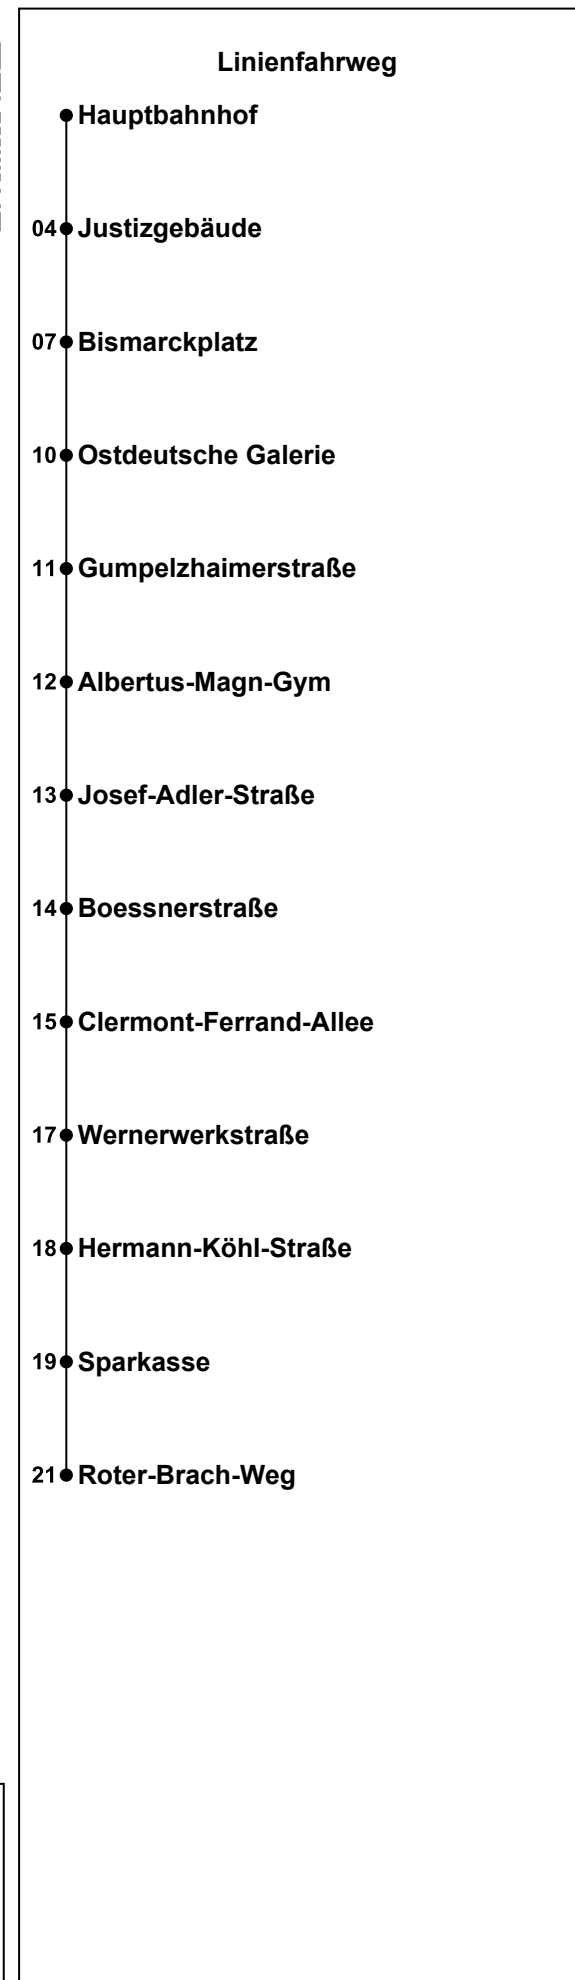 Linienfahrweg
Hauptbahnhof
04 Justizgebäude
07 Bismarckplatz
10 Ostdeutsche Galerie
11 Gumpelzhaimerstraße
12 Albertus-Magn-Gym
13 Josef-Adler-Straße
14 Boessnerstraße
15 Clermont-Ferrand-Allee
17 Wernerwerkstraße
18 Hermann-Köhl-Straße
19 Sparkasse
21 Roter-Brach-Weg